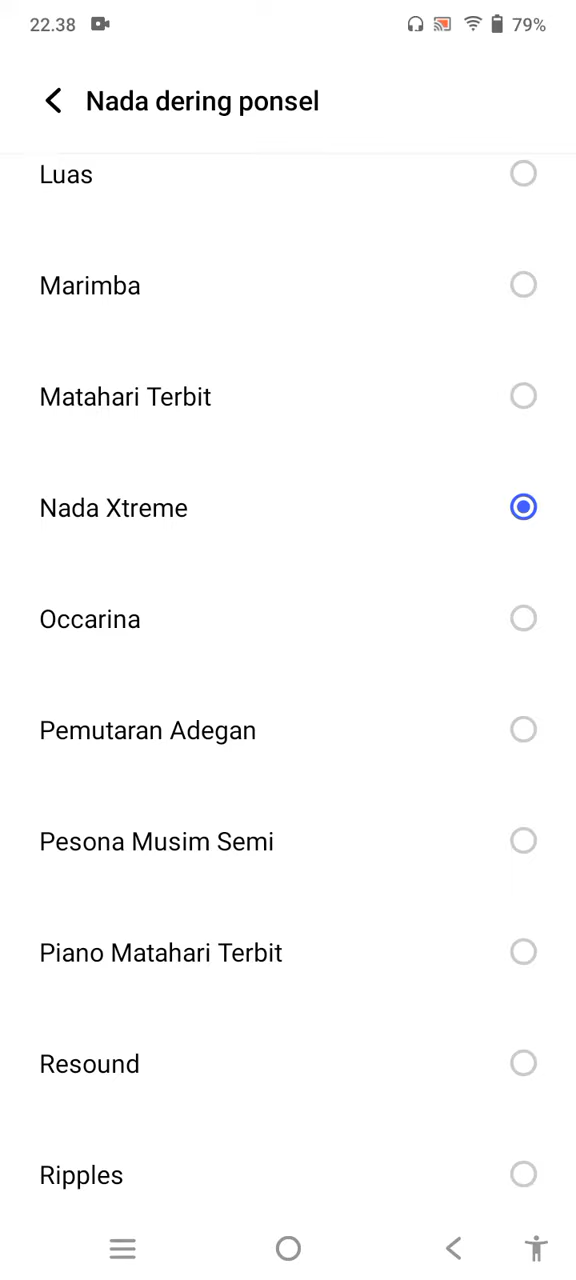 22.38 79%
Nada dering ponsel
Luas
Marimba
Matahari Terbit
Nada Xtreme
Occarina
Pemutaran Adegan
Pesona Musim Semi
Piano Matahari Terbit
Resound
Ripples